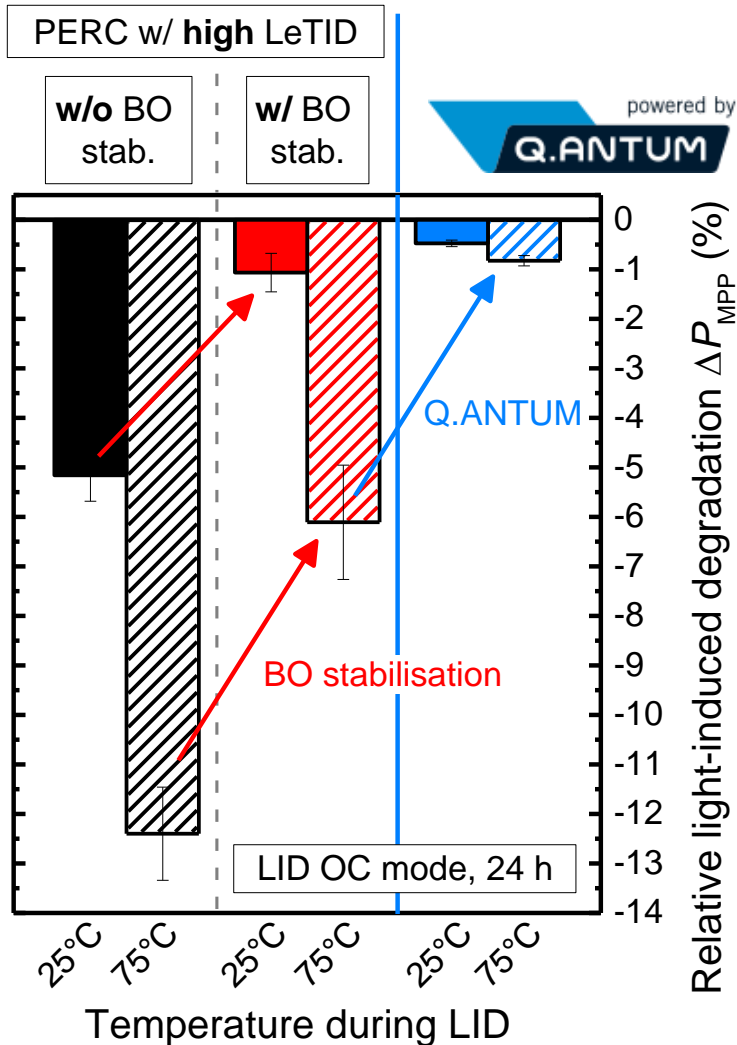 PERC w/ high LeTID
w/o BO
stab.
w/ BO
stab.
powered by
Q.ANTUM
0
-1
-2
-3
-4
-5
-6
-7
-8
-9
-10
-11
-12
-13
-14
Relative light-induced degradation ΔP_MPP (%)
Q.ANTUM
BO stabilisation
LID OC mode, 24 h
25°C
75°C
25°C
75°C
25°C
75°C
Temperature during LID